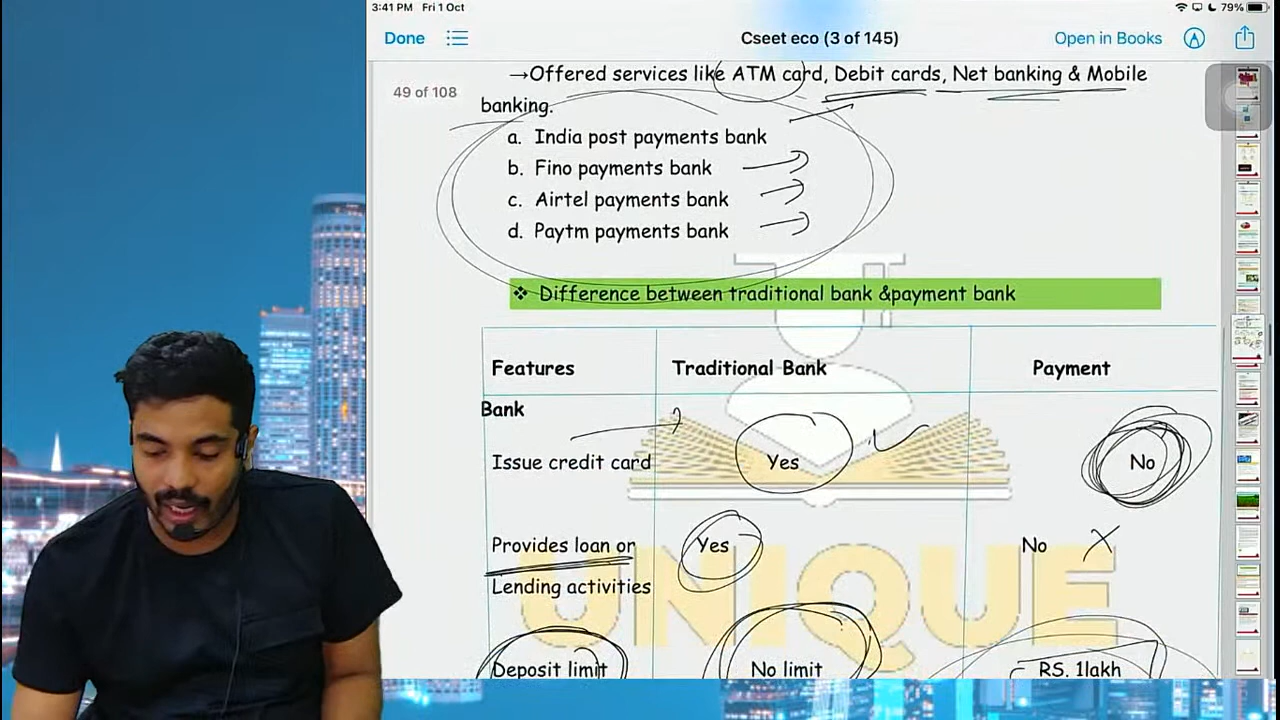 3:41 PM Fri 1 Oct 79%
Done Cseet eco (3 of 145) Open in Books
→Offered services like ATM card, Debit cards, Net banking & Mobile
49 of 108
banking.
a. India post payments bank
b. Fino payments bank
c. Airtel payments bank
d. Paytm payments bank
❖ Difference between traditional bank &payment bank
Features Traditional Bank Payment
Bank
Issue credit card Yes No
Provides loan or Yes No
Lending activities
UNIQUE
Deposit limit No limit RS. 1lakh